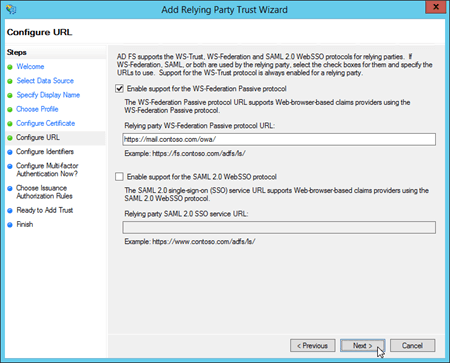 Add Relying Party Trust Wizard
X
Configure URL
Steps
Welcome
Select Data Source
Specify Display Name
Choose Profile
Configure Certificate
Configure URL
Configure Identifiers
Configure Multi-factor
Authentication Now?
Choose Issuance
Authorization Rules
Ready to Add Trust
Finish
AD FS supports the WS-Trust, WS-Federation and SAML 2.0 WebSSO protocols for relying parties. If
WS-Federation, SAML, or both are used by the relying party, select the check boxes for them and specify the
URLs to use. Support for the WS-Trust protocol is always enabled for a relying party.
Enable support for the WS-Federation Passive protocol
The WS-Federation Passive protocol URL supports Web-browser-based claims providers using the
WS-Federation Passive protocol.
Relying party WS-Federation Passive protocol URL:
https://mail.contoso.com/owa/
Example: https://fs.contoso.com/adfs/ls/
Enable support for the SAML 2.0 WebSSO protocol
The SAML 2.0 single-sign-on (SSO) service URL supports Web-browser-based claims providers using the
SAML 2.0 WebSSO protocol.
Relying party SAML 2.0 SSO service URL:
Example: https://www.contoso.com/adfs/ls/
< Previous
Next >
Cancel